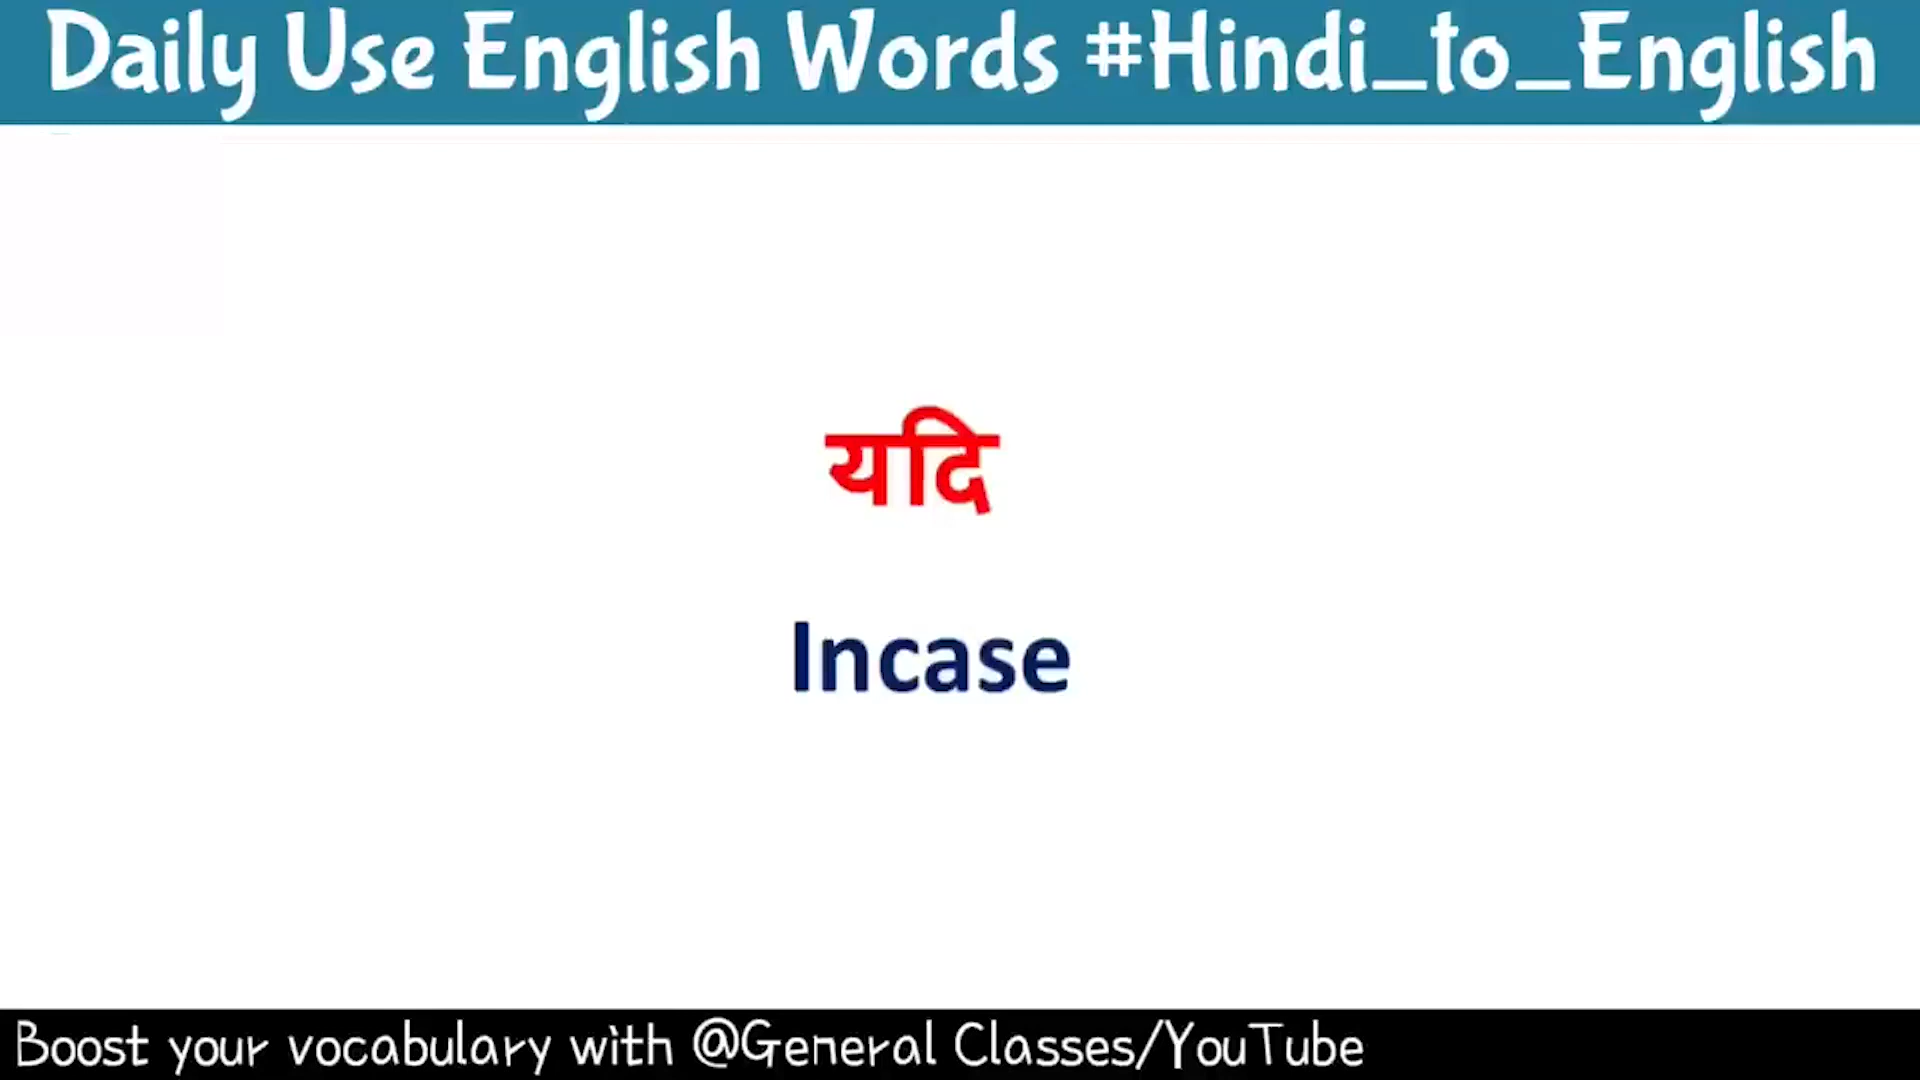 Daily Use English Words #Hindi_to_English
यदि
Incase
Boost your vocabulary with @General Classes/YouTube